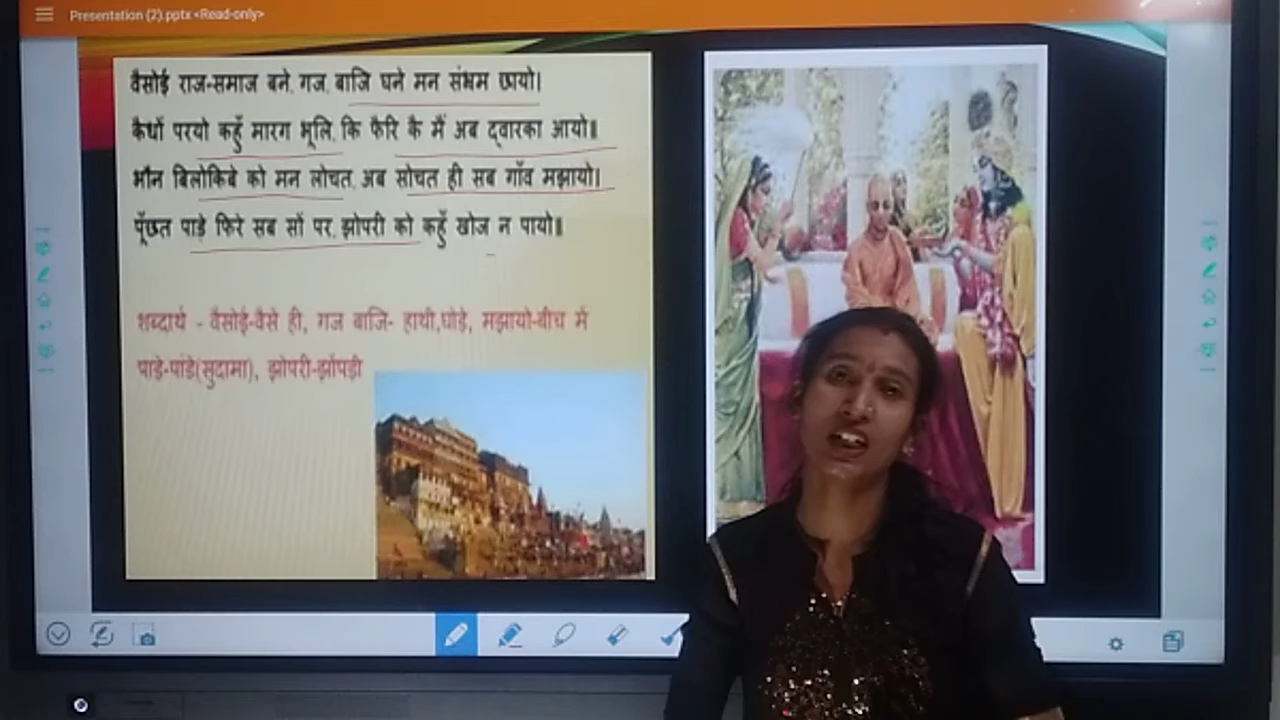 Presentation (2).pptx <Read-only>
वैसोई राज-समाज बने, गज, बाजि घने मन संभ्रम छायो।
कैधों परयो कहुँ मारग भूलि, कि फैरि कै मैं अब द्वारका आयो॥
भौन बिलोकिबे को मन लोचत, अब सोचत ही सब गाँव मझायो।
पूँछत पाड़े फिरे सब सों पर, झोपरी को कहुँ खोज न पायो॥
शब्दार्थ - वैसोई-वैसे ही, गज बाजि- हाथी,घोड़े, मझायो-बीच में
पाड़े-पांडे(सुदामा), झोपरी-झोंपड़ी